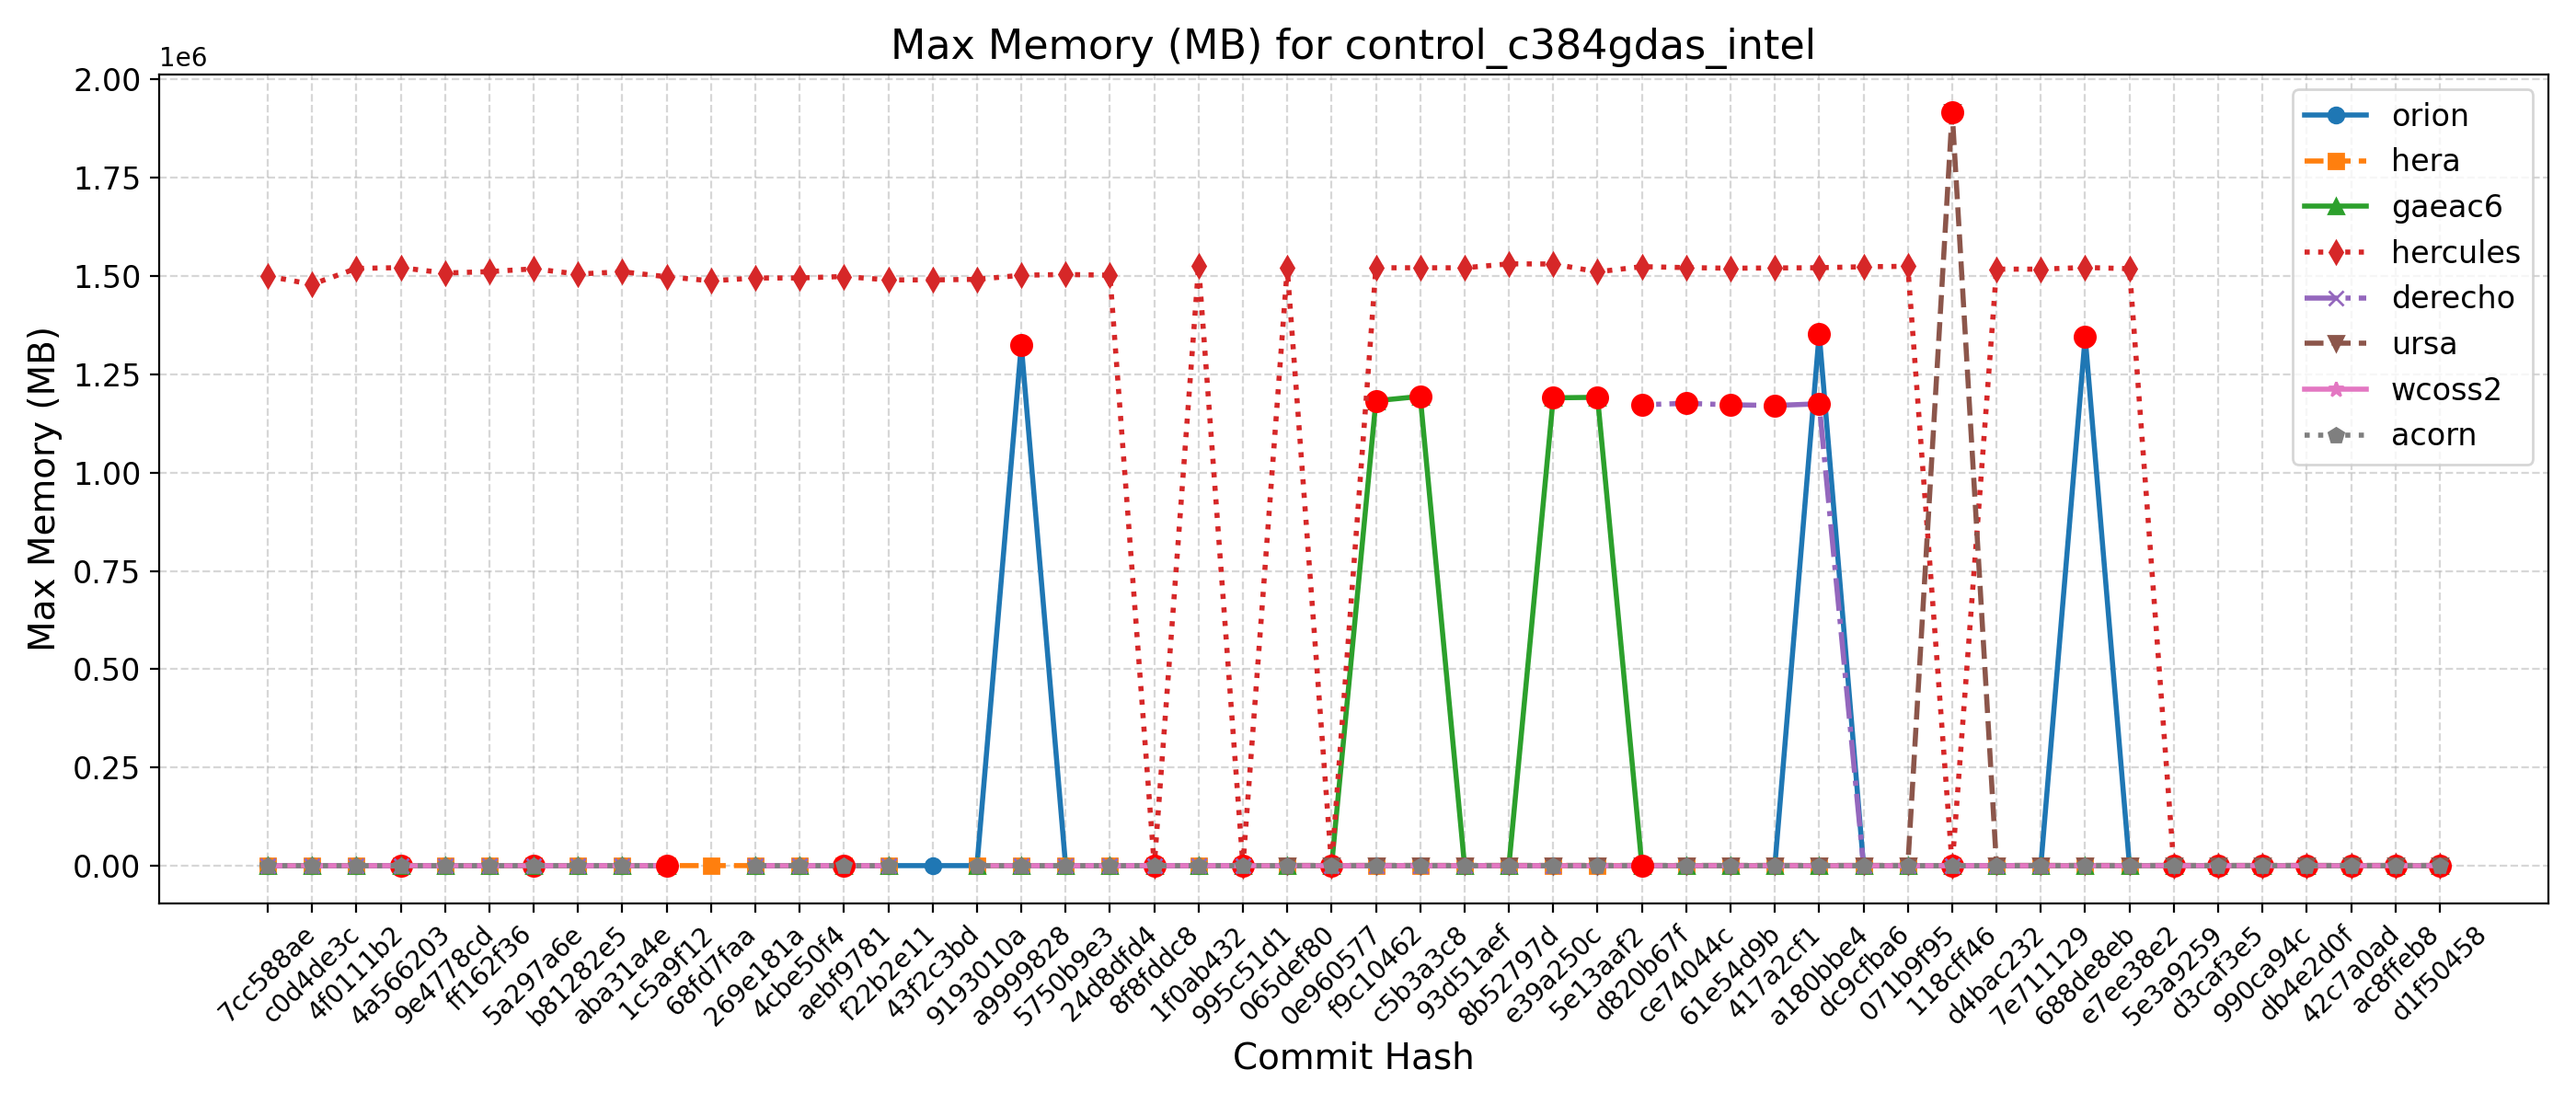 Max Memory (MB) for control_c384gdas_intel
1e6
2.00
1.75
1.50
1.25
1.00
0.75
0.50
0.25
0.00
Max Memory (MB)
orion
hera
gaeac6
hercules
derecho
ursa
wcoss2
acorn
7cc588ae
c0d4de3c
4f0111b2
4a566203
9e4778cd
ff162f36
5a297a6e
b81282e5
aba31a4e
1c5a9f12
68fd7faa
269e181a
4cbe50f4
aebf9781
f22b2e11
43f2c3bd
9193010a
a9999828
5750b9e3
24d8dfd4
8f8fddc8
1f0ab432
995c51d1
065def80
0e960577
f9c10462
c5b3a3c8
93d51aef
8b52797d
e39a250c
5e13aaf2
d820b67f
ce74044c
61e54d9b
417a2cf1
a180bbe4
dc9cfba6
071b9f95
118cff46
d4bac232
7e711129
688de8eb
e7ee38e2
5e3a9259
d3caf3e5
990ca94c
db4e2d0f
42c7a0ad
ac8ffeb8
d1f50458
Commit Hash